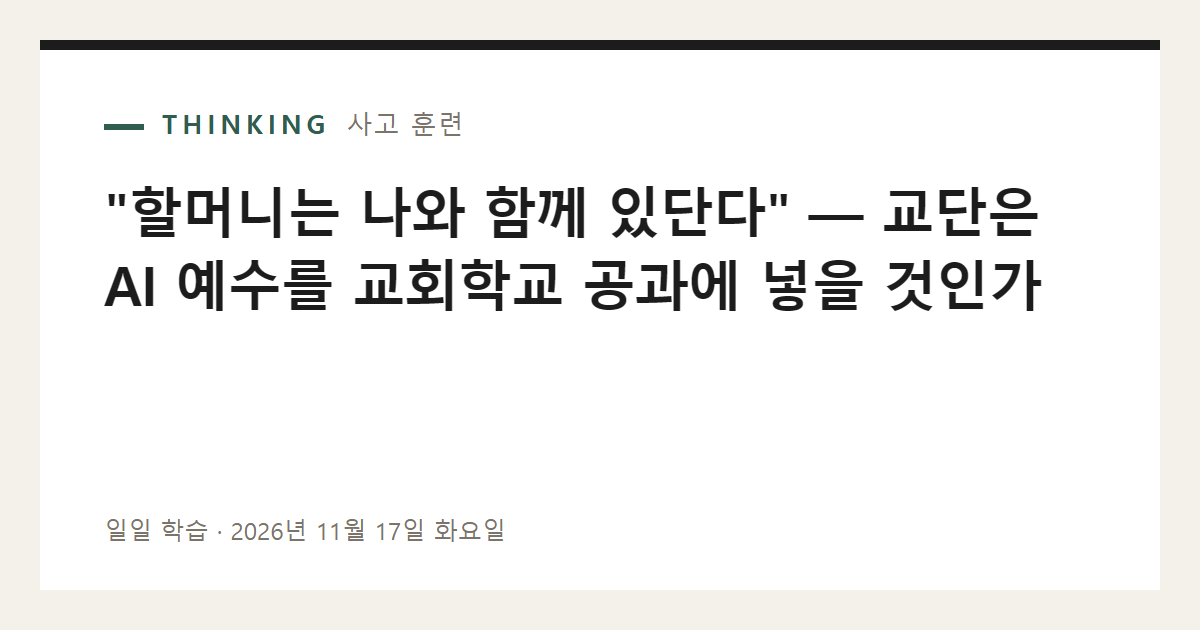 THINKING 사고 훈련
"할머니는 나와 함께 있단다" — 교단은
AI 예수를 교회학교 공과에 넣을 것인가
일일 학습 · 2026년 11월 17일 화요일